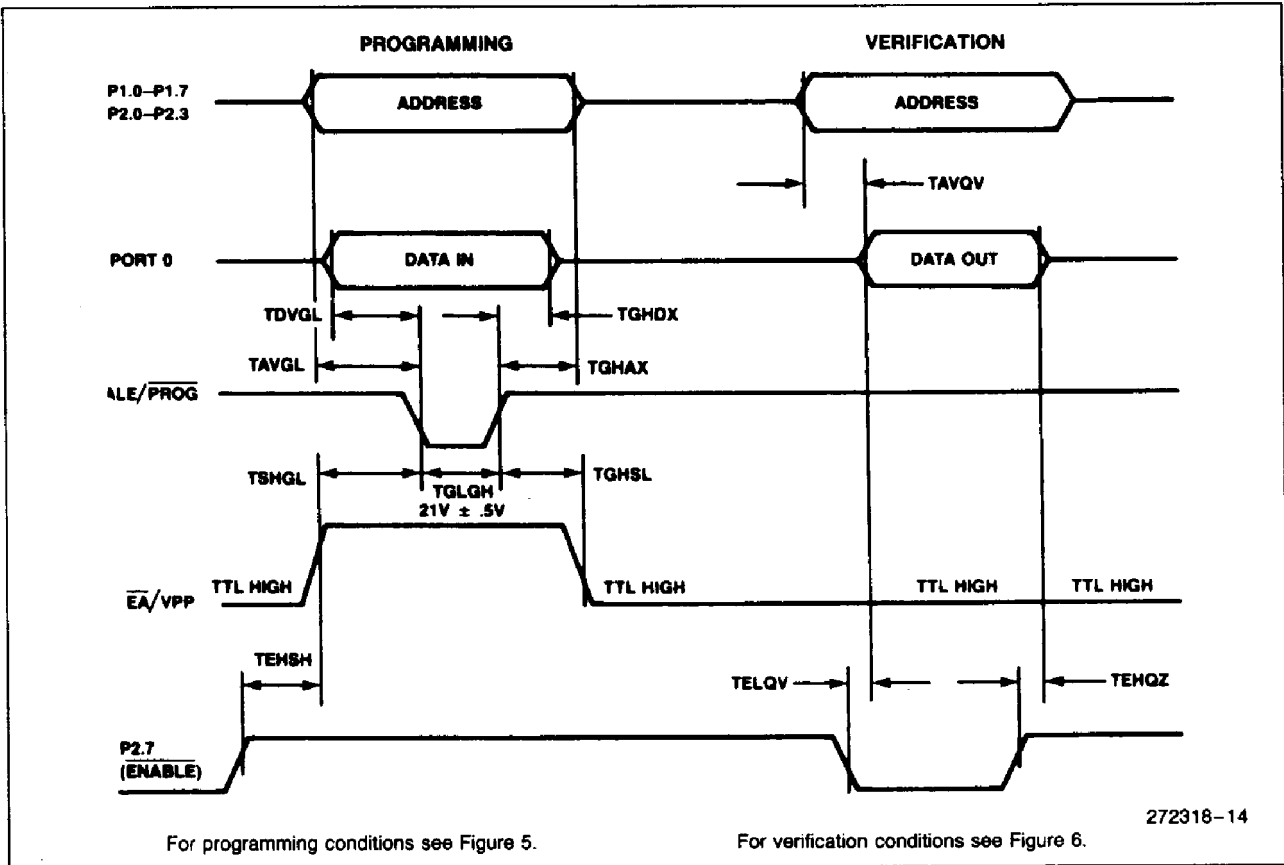 PROGRAMMING
VERIFICATION
P1.0–P1.7
P2.0–P2.3
ADDRESS
ADDRESS
TAVQV
PORT 0
DATA IN
DATA OUT
TDVGL
TGHDX
TAVGL
TGHAX
ALE/PROG
TSHGL
TGLGH
TGHSL
21V ± .5V
EA/VPP
TTL HIGH
TTL HIGH
TTL HIGH
TTL HIGH
TEHSH
TELQV
TEHQZ
P2.7
(ENABLE)
272318–14
For programming conditions see Figure 5.
For verification conditions see Figure 6.